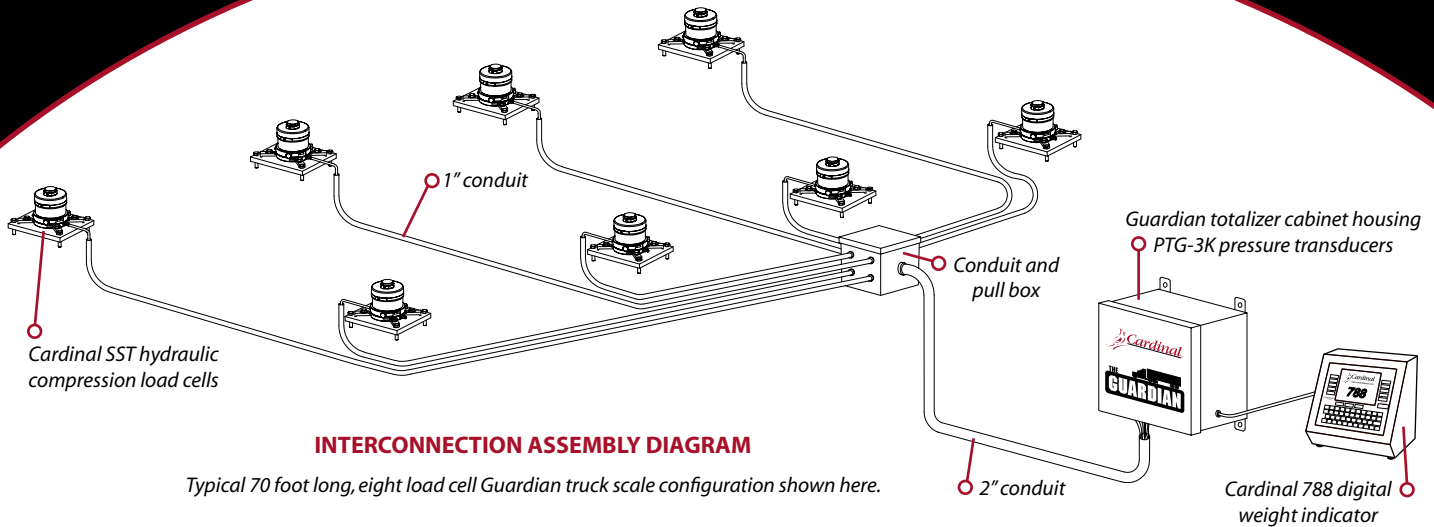 1” conduit
Guardian totalizer cabinet housing
PTG-3K pressure transducers
Conduit and
pull box
Cardinal SST hydraulic
compression load cells
Cardinal
THE
GUARDIAN
Cardinal
788
INTERCONNECTION ASSEMBLY DIAGRAM
Typical 70 foot long, eight load cell Guardian truck scale configuration shown here.
2” conduit
Cardinal 788 digital
weight indicator